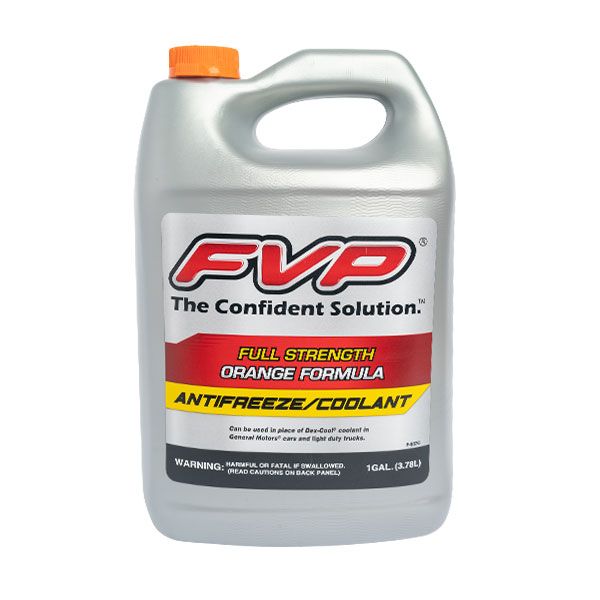 FVP®
The Confident Solution.™
FULL STRENGTH
ORANGE FORMULA
ANTIFREEZE/COOLANT
Can be used in place of Dex-Cool® coolant in
General Motors® cars and light duty trucks.
WARNING: HARMFUL OR FATAL IF SWALLOWED.
(READ CAUTIONS ON BACK PANEL)
1GAL. (3.78L)